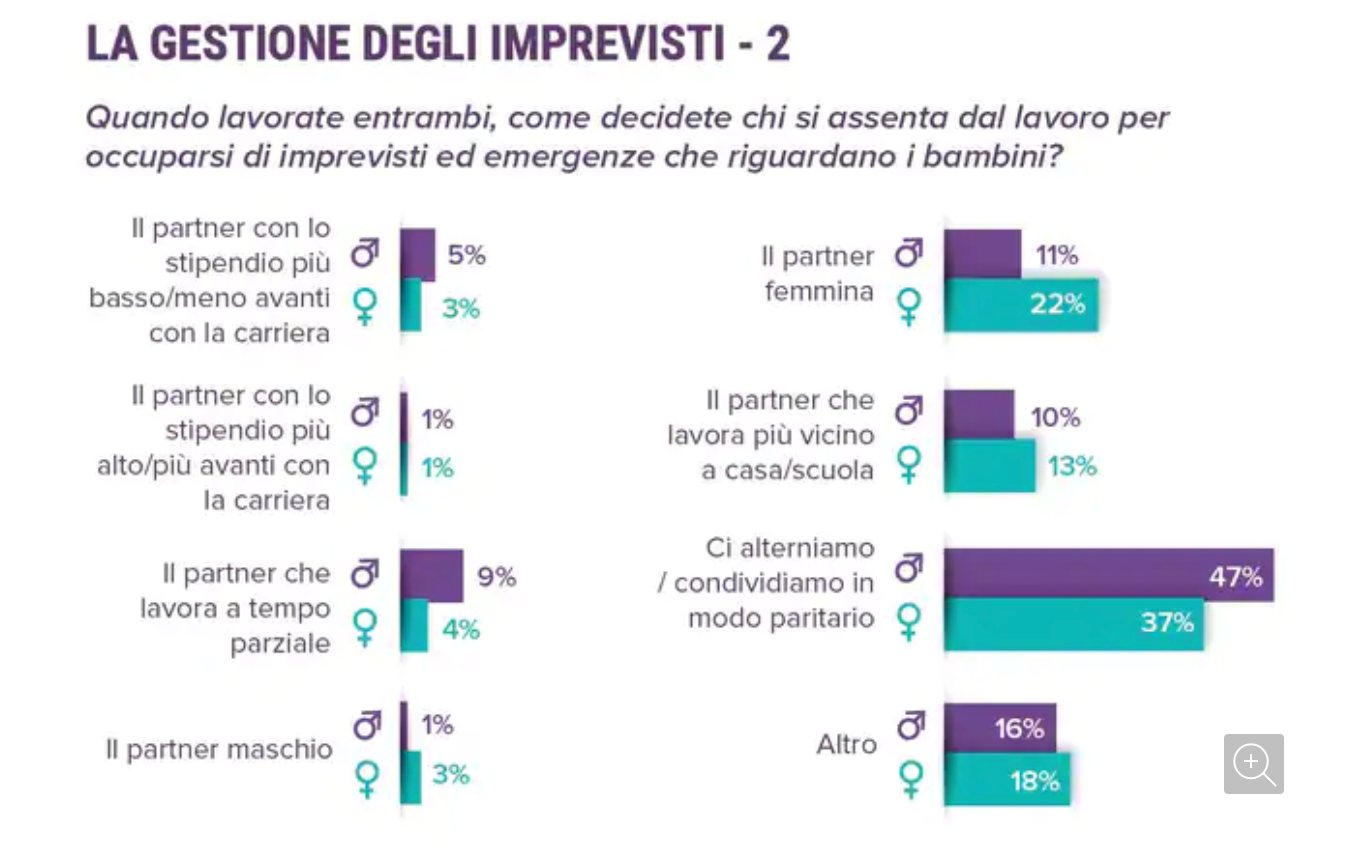 LA GESTIONE DEGLI IMPREVISTI - 2
Quando lavorate entrambi, come decidete chi si assenta dal lavoro per
occuparsi di imprevisti ed emergenze che riguardano i bambini?
Il partner con lo
stipendio più
basso/meno avanti
con la carriera
5%
3%
Il partner con lo
stipendio più
alto/più avanti con
la carriera
1%
1%
Il partner che
lavora a tempo
parziale
9%
4%
Il partner maschio
1%
3%
Il partner
femmina
11%
22%
Il partner che
lavora più vicino
a casa/scuola
10%
13%
Ci alterniamo
/ condividiamo in
modo paritario
47%
37%
Altro
16%
18%